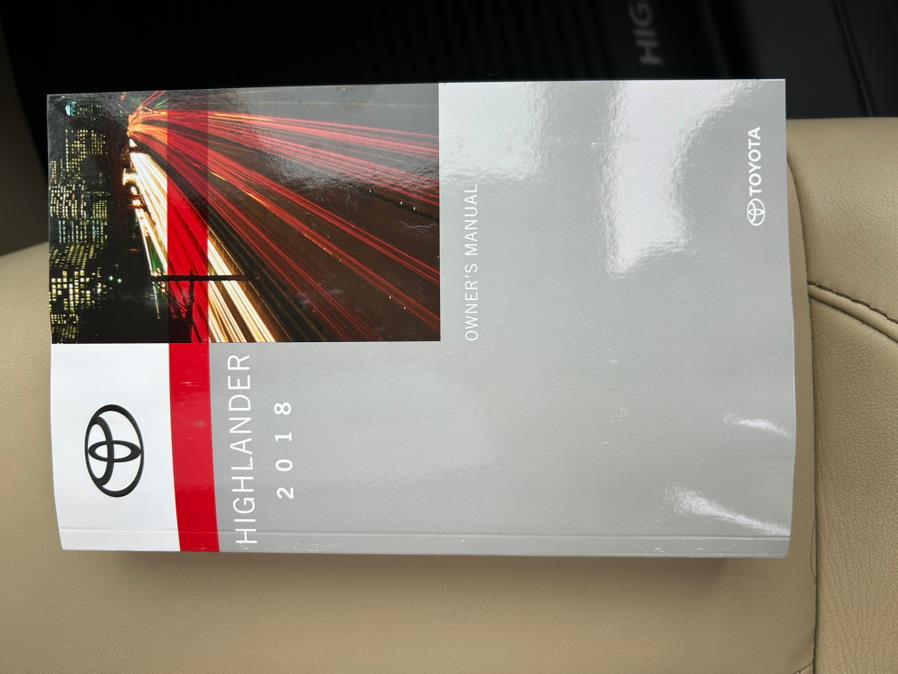 HIGHLANDER
2018
OWNER'S MANUAL
TOYOTA
HIG